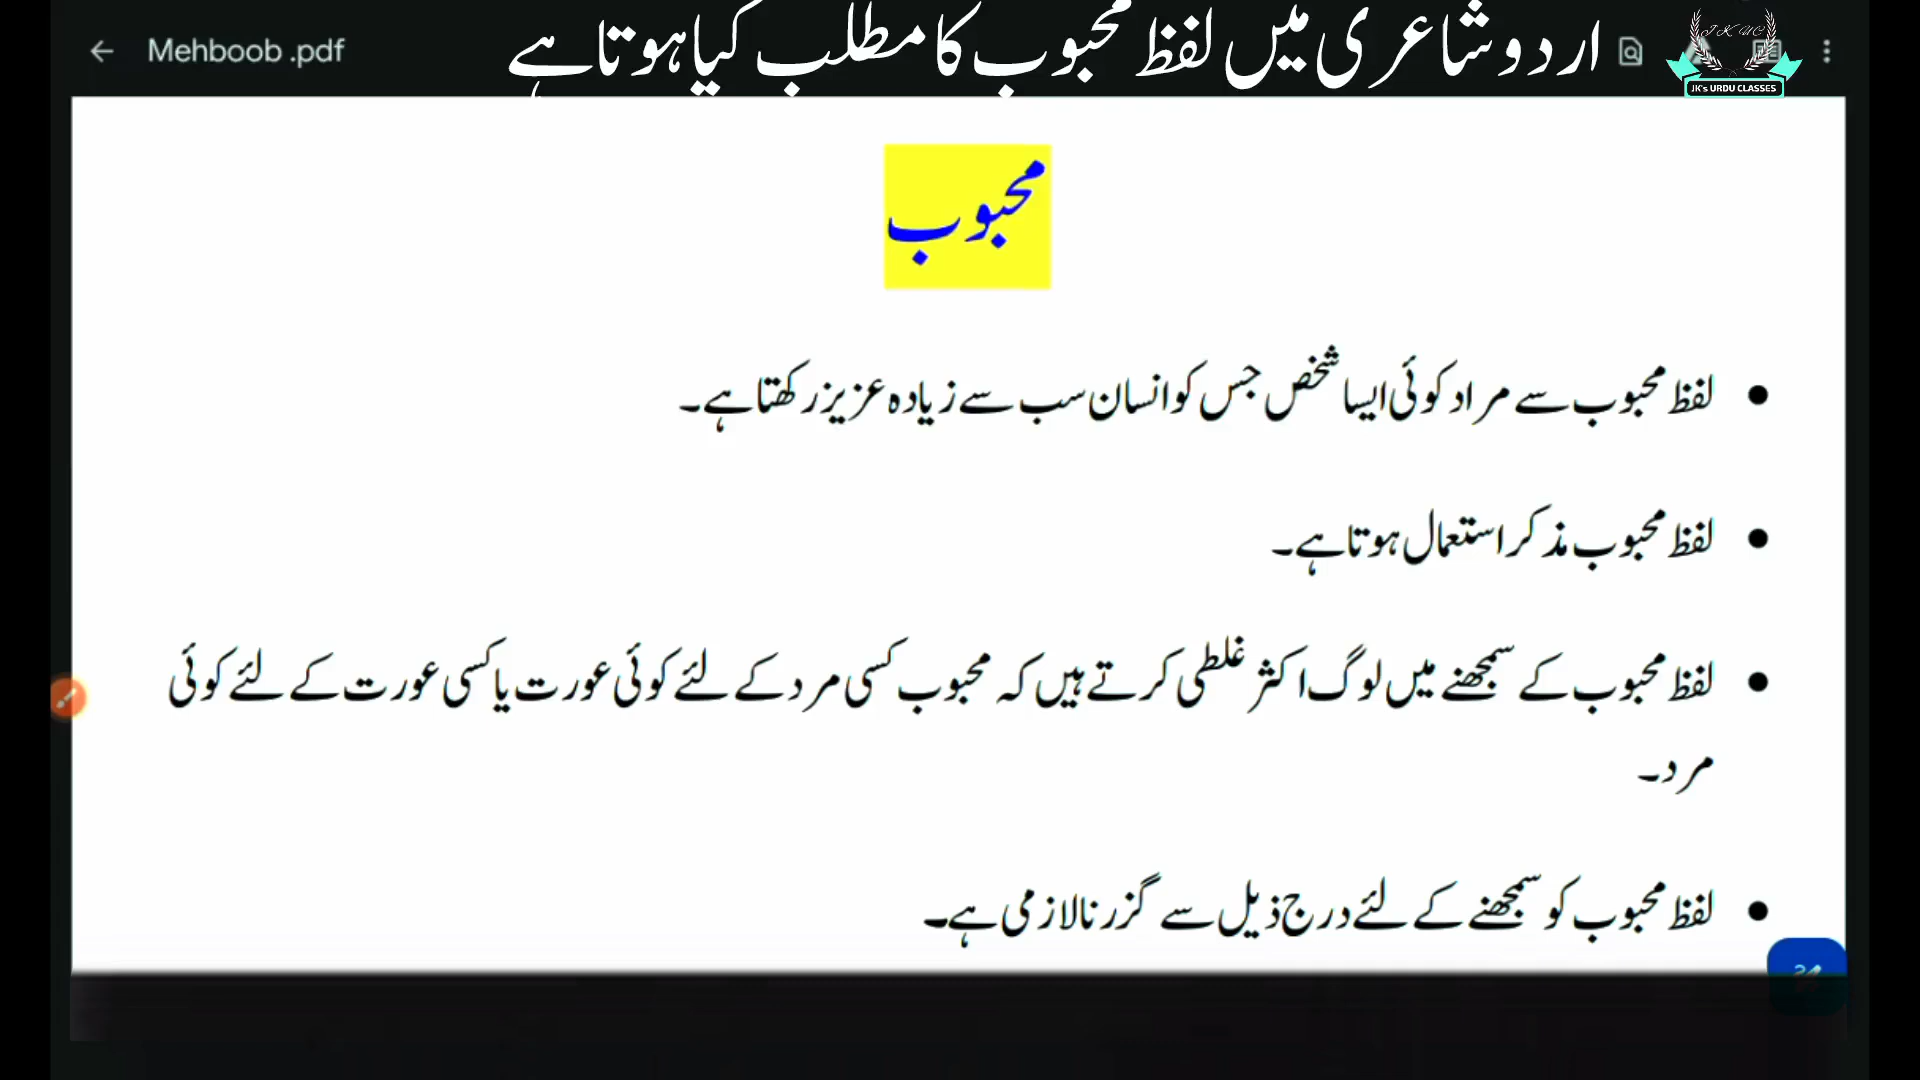 Mehboob .pdf
اردو شاعری میں لفظ محبوب کا مطلب کیا ہوتا ہے
JK's URDU CLASSES
محبوب
• لفظ محبوب سے مراد کوئی ایسا شخص جس کو انسان سب سے زیادہ عزیز رکھتا ہے۔
• لفظ محبوب مذکر استعمال ہوتا ہے۔
• لفظ محبوب کے سمجھنے میں لوگ اکثر غلطی کرتے ہیں کہ محبوب کسی مرد کے لئے کوئی عورت یا کسی عورت کے لئے کوئی
مرد۔
• لفظ محبوب کو سمجھنے کے لئے درج ذیل سے گزرنا لازمی ہے۔